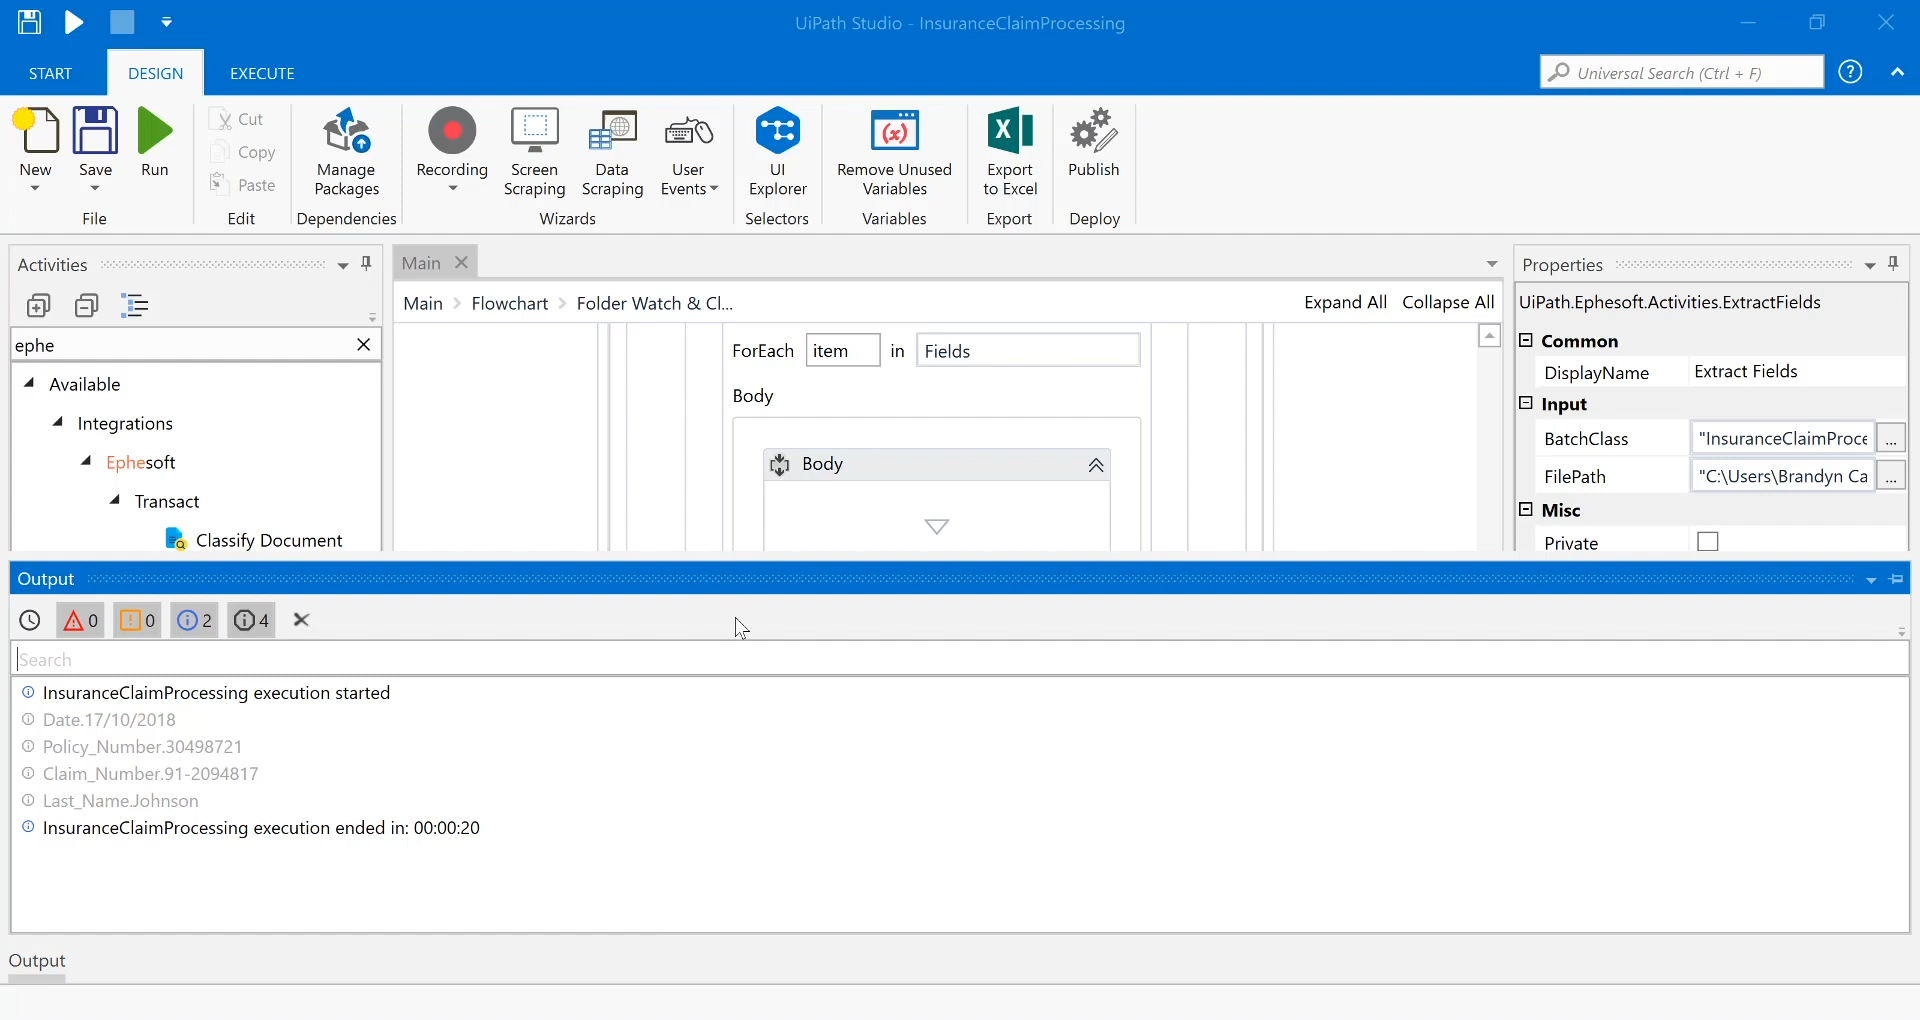 UiPath Studio - InsuranceClaimProcessing
START DESIGN EXECUTE
Universal Search (Ctrl + F)
?
New Save Run
File
Cut
Copy
Paste
Edit
Manage Packages
Dependencies
Recording
Screen Scraping
Data Scraping
User Events
Wizards
UI Explorer
Selectors
Remove Unused Variables
Variables
Export to Excel
Export
Publish
Deploy
Activities
ephe
Available
Integrations
Ephesoft
Transact
Classify Document
Main
Main > Flowchart > Folder Watch & Cl...
Expand All Collapse All
ForEach item in Fields
Body
Body
Properties
UiPath.Ephesoft.Activities.ExtractFields
Common
DisplayName Extract Fields
Input
BatchClass "InsuranceClaimProce ...
FilePath "C:\Users\Brandyn Ca ...
Misc
Private
Output
0 0 2 4
Search
InsuranceClaimProcessing execution started
Date.17/10/2018
Policy_Number.30498721
Claim_Number.91-2094817
Last_Name.Johnson
InsuranceClaimProcessing execution ended in: 00:00:20
Output